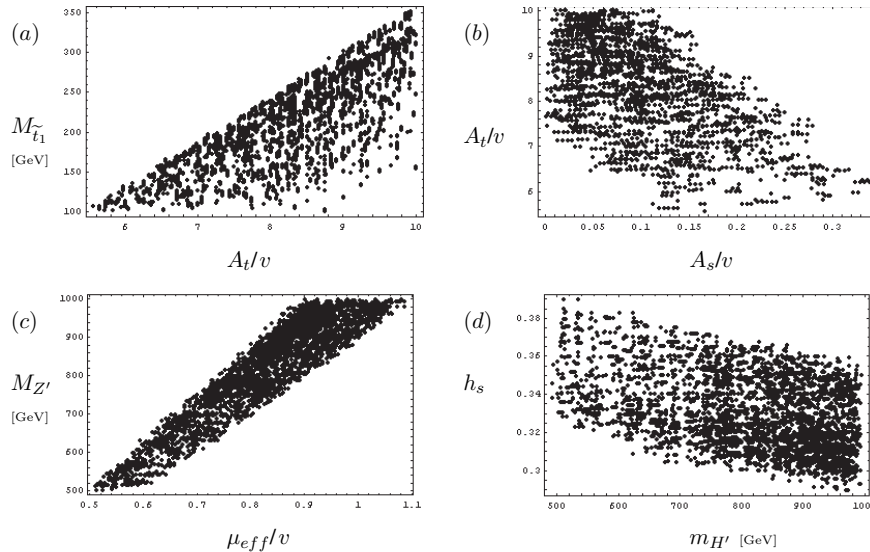 (a)
350
300
250
200
150
100
M_{\tilde{t}_1}
[GeV]
6 7 8 9 10
A_t/v
(b)
10
9
8
7
6
A_t/v
0 0.05 0.1 0.15 0.2 0.25 0.3
A_s/v
(c)
1000
900
800
700
600
500
M_{Z'}
[GeV]
0.5 0.6 0.7 0.8 0.9 1 1.1
μ_{eff}/v
(d)
0.38
0.36
0.34
0.32
0.3
h_s
500 600 700 800 900 1000
m_{H'} [GeV]